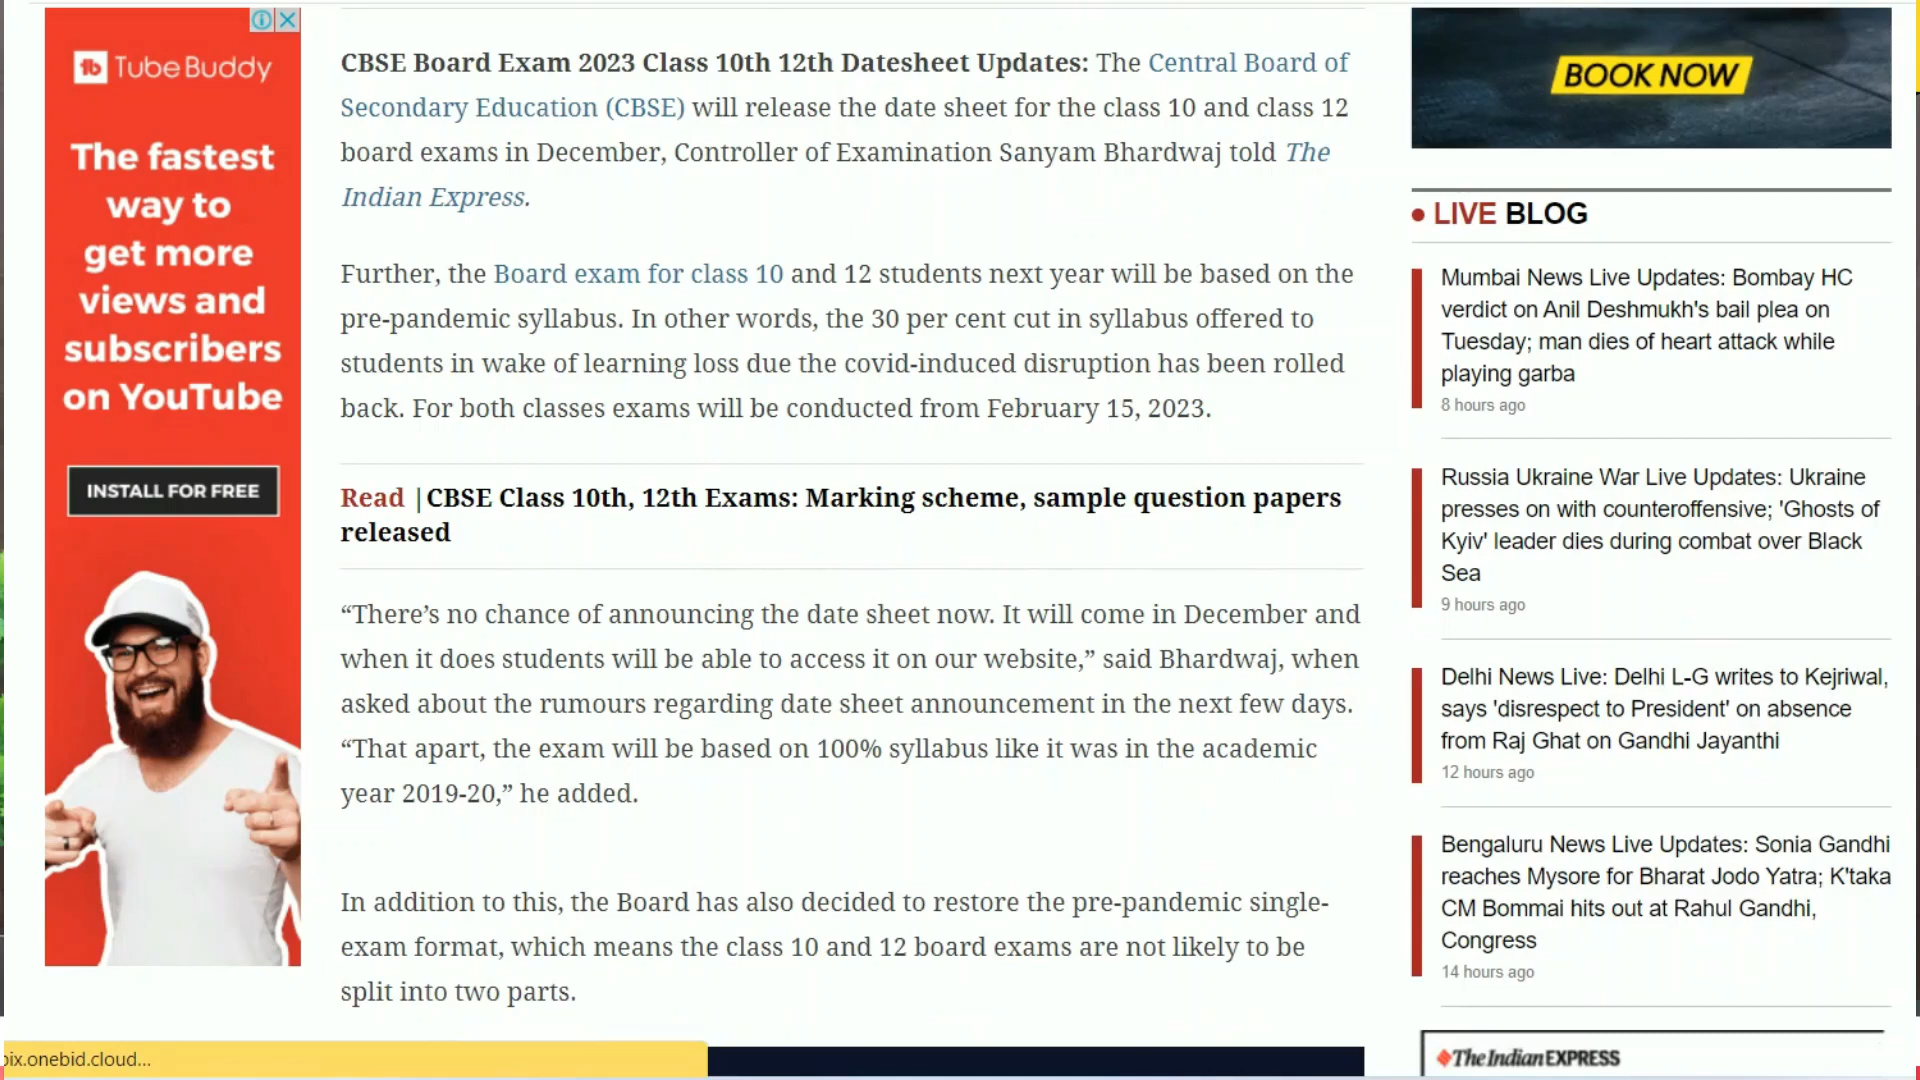 TubeBuddy
The fastest
way to
get more
views and
subscribers
on YouTube
INSTALL FOR FREE
CBSE Board Exam 2023 Class 10th 12th Datesheet Updates: The Central Board of
Secondary Education (CBSE) will release the date sheet for the class 10 and class 12
board exams in December, Controller of Examination Sanyam Bhardwaj told The
Indian Express.
Further, the Board exam for class 10 and 12 students next year will be based on the
pre-pandemic syllabus. In other words, the 30 per cent cut in syllabus offered to
students in wake of learning loss due the covid-induced disruption has been rolled
back. For both classes exams will be conducted from February 15, 2023.
Read |CBSE Class 10th, 12th Exams: Marking scheme, sample question papers
released
“There’s no chance of announcing the date sheet now. It will come in December and
when it does students will be able to access it on our website,” said Bhardwaj, when
asked about the rumours regarding date sheet announcement in the next few days.
“That apart, the exam will be based on 100% syllabus like it was in the academic
year 2019-20,” he added.
In addition to this, the Board has also decided to restore the pre-pandemic single-
exam format, which means the class 10 and 12 board exams are not likely to be
split into two parts.
BOOK NOW
LIVE BLOG
Mumbai News Live Updates: Bombay HC
verdict on Anil Deshmukh's bail plea on
Tuesday; man dies of heart attack while
playing garba
8 hours ago
Russia Ukraine War Live Updates: Ukraine
presses on with counteroffensive; 'Ghosts of
Kyiv' leader dies during combat over Black
Sea
9 hours ago
Delhi News Live: Delhi L-G writes to Kejriwal,
says 'disrespect to President' on absence
from Raj Ghat on Gandhi Jayanthi
12 hours ago
Bengaluru News Live Updates: Sonia Gandhi
reaches Mysore for Bharat Jodo Yatra; K'taka
CM Bommai hits out at Rahul Gandhi,
Congress
14 hours ago
The Indian EXPRESS
pix.onebid.cloud...